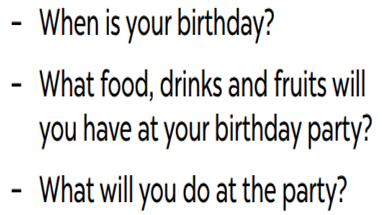 - When is your birthday?
- What food, drinks and fruits will
you have at your birthday party?
- What will you do at the party?